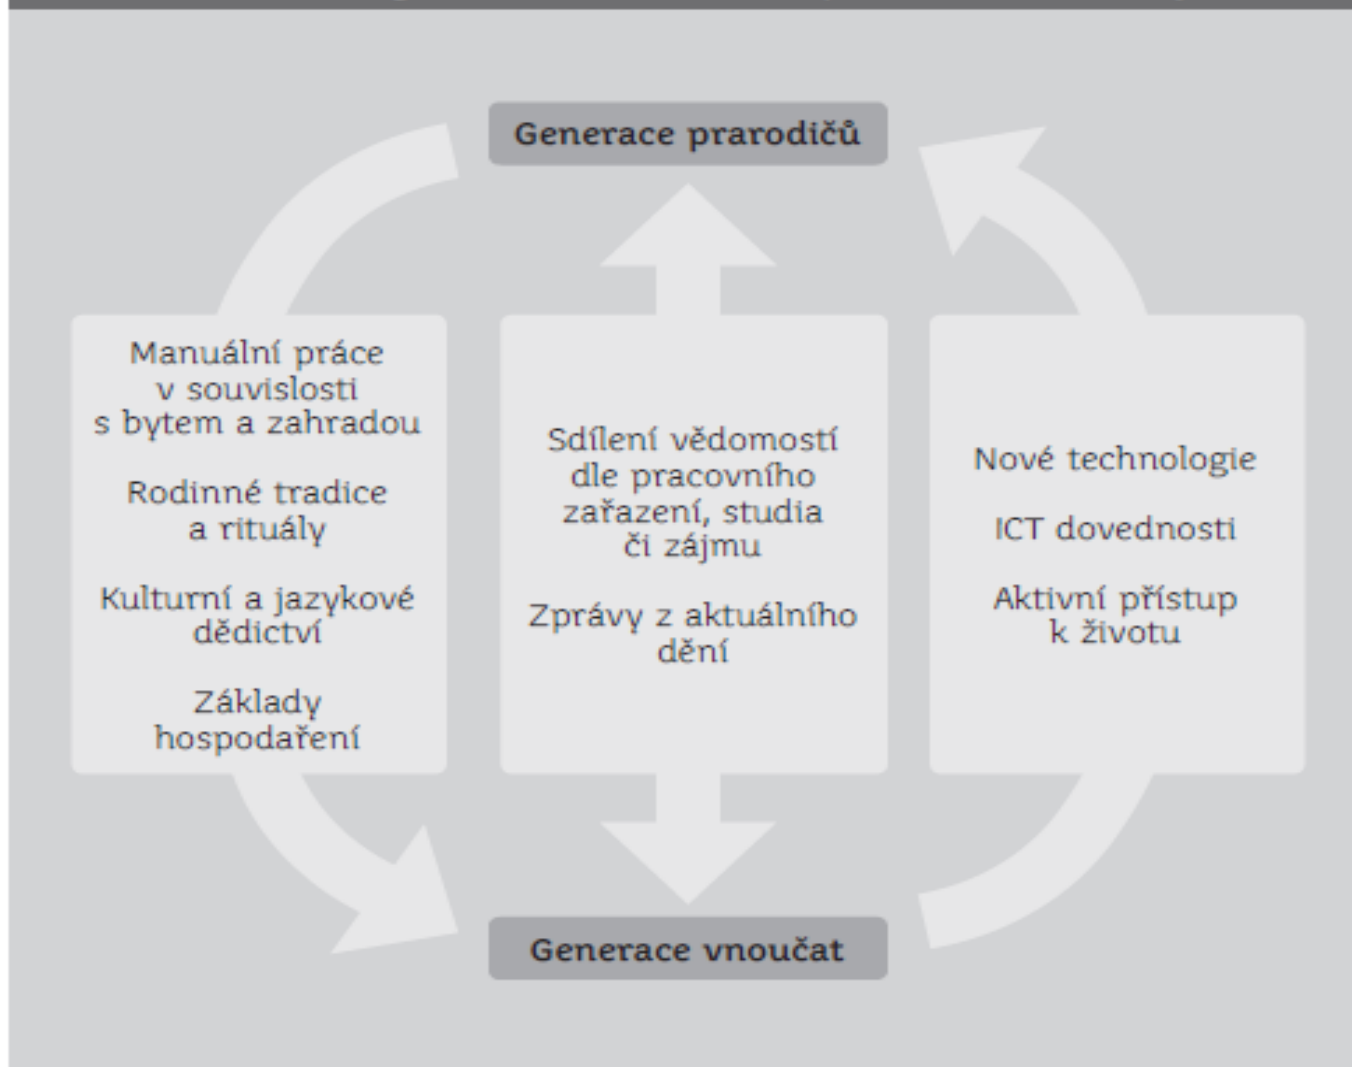 Generace prarodičů
Manuální práce
v souvislosti
s bytem a zahradou
Rodinné tradice
a rituály
Kulturní a jazykové
dědictví
Základy
hospodaření
Sdílení vědomostí
dle pracovního
zařazení, studia
či zájmu
Zprávy z aktuálního
dění
Nové technologie
ICT dovednosti
Aktivní přístup
k životu
Generace vnoučat